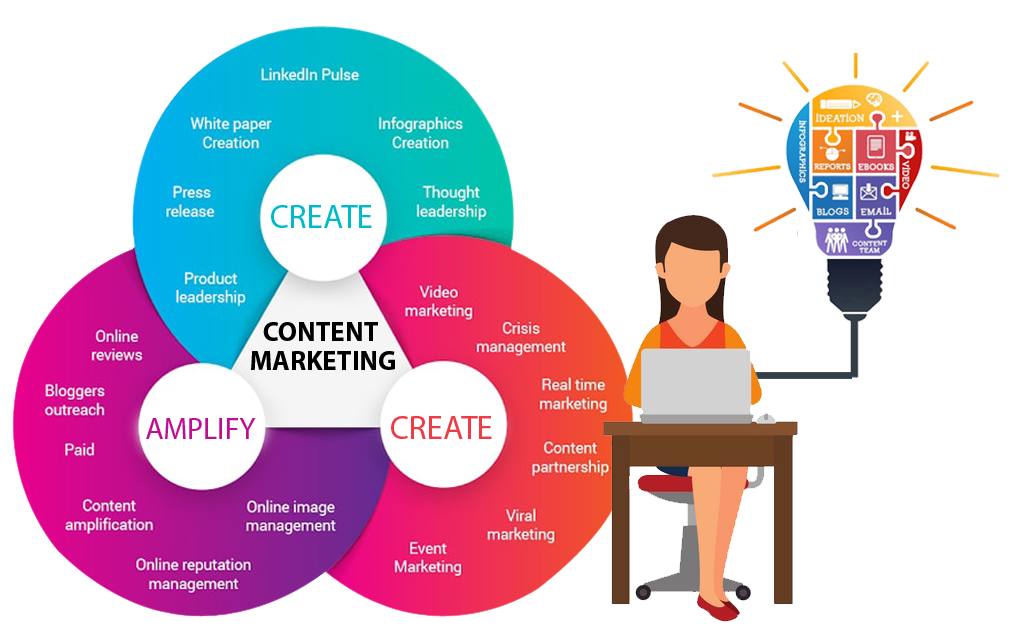 LinkedIn Pulse
White paper
Creation
Infographics
Creation
Press
release
Thought
leadership
CREATE
Product
leadership
CONTENT
MARKETING
Online
reviews
Bloggers
outreach
Paid
AMPLIFY
Content
amplification
Online image
management
Online reputation
management
Video
marketing
Crisis
management
Real time
marketing
CREATE
Content
partnership
Viral
marketing
Event
Marketing
IDEATION
INFOGRAPHICS
REPORTS
EBOOKS
VIDEO
BLOGS
EMAIL
CONTENT
TEAM